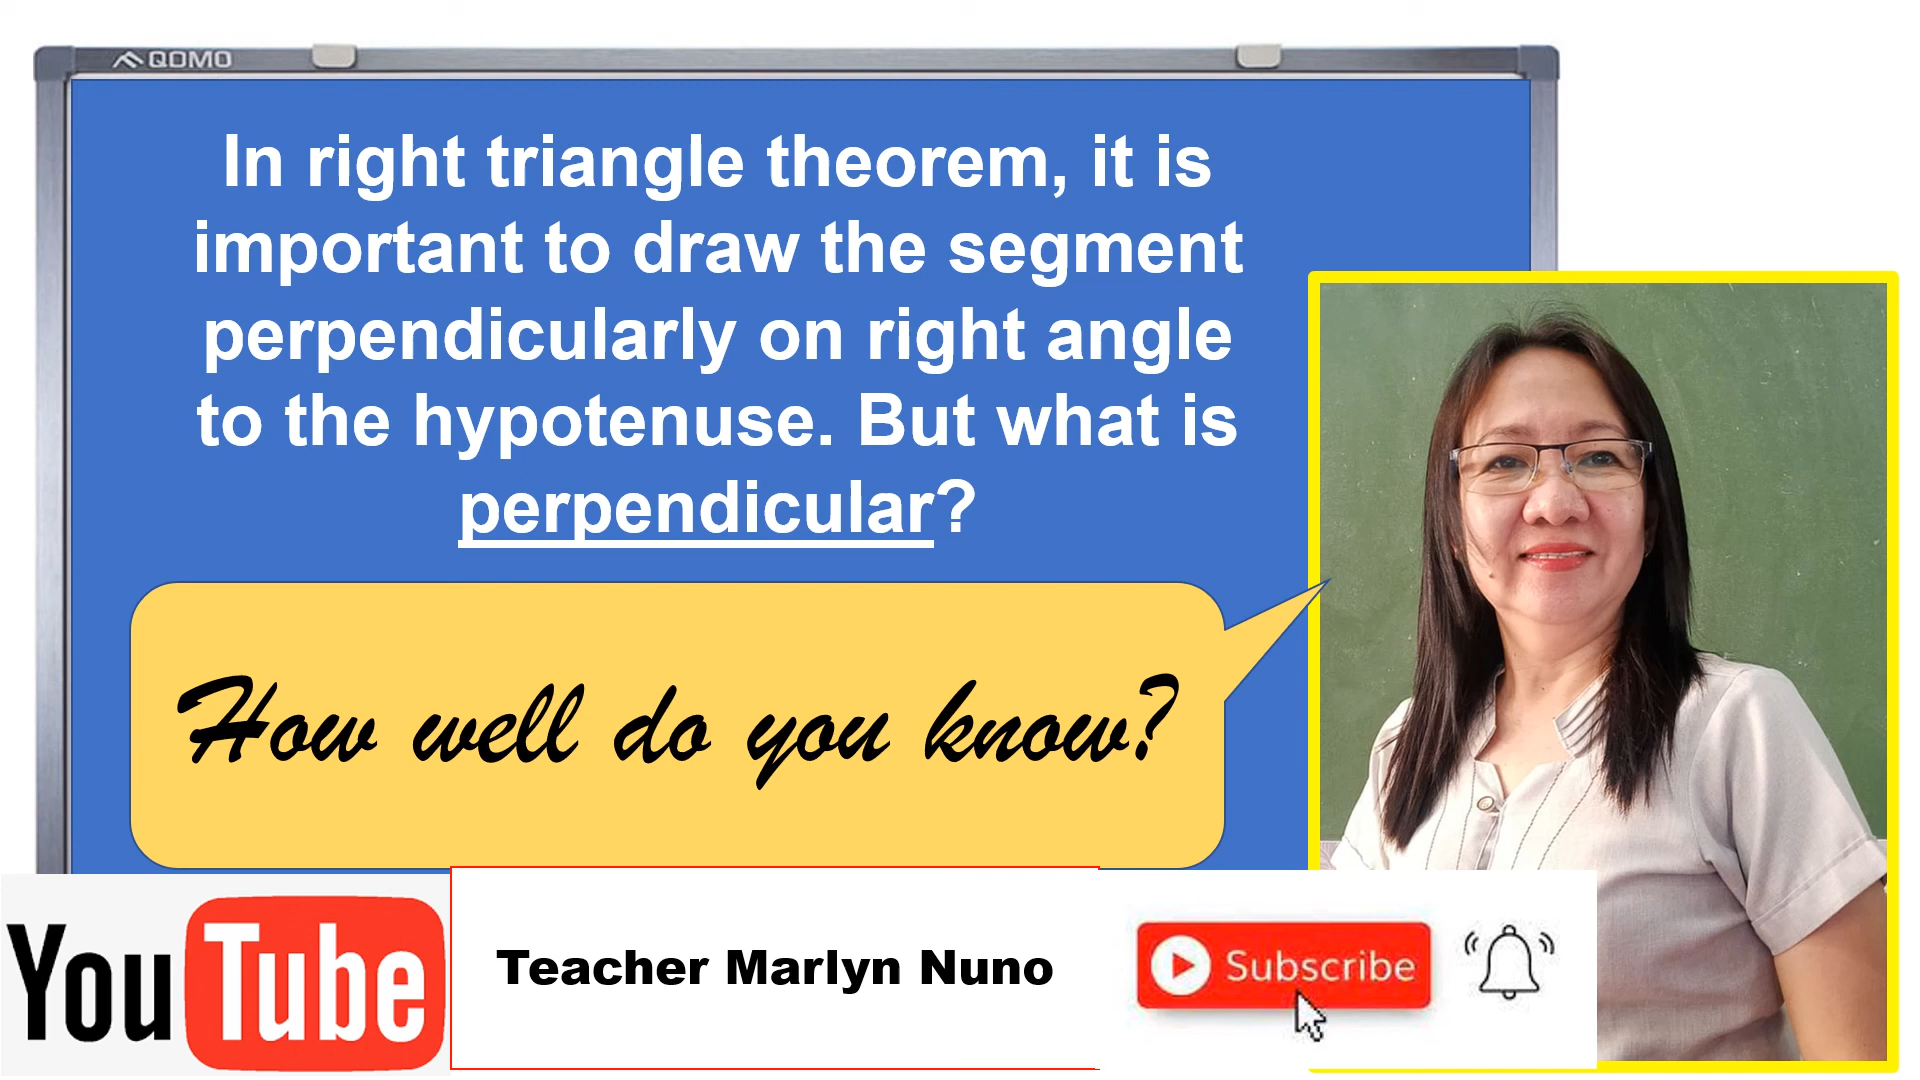 QOMO
In right triangle theorem, it is
important to draw the segment
perpendicularly on right angle
to the hypotenuse. But what is
perpendicular?
How well do you know?
YouTube
Teacher Marlyn Nuno
Subscribe